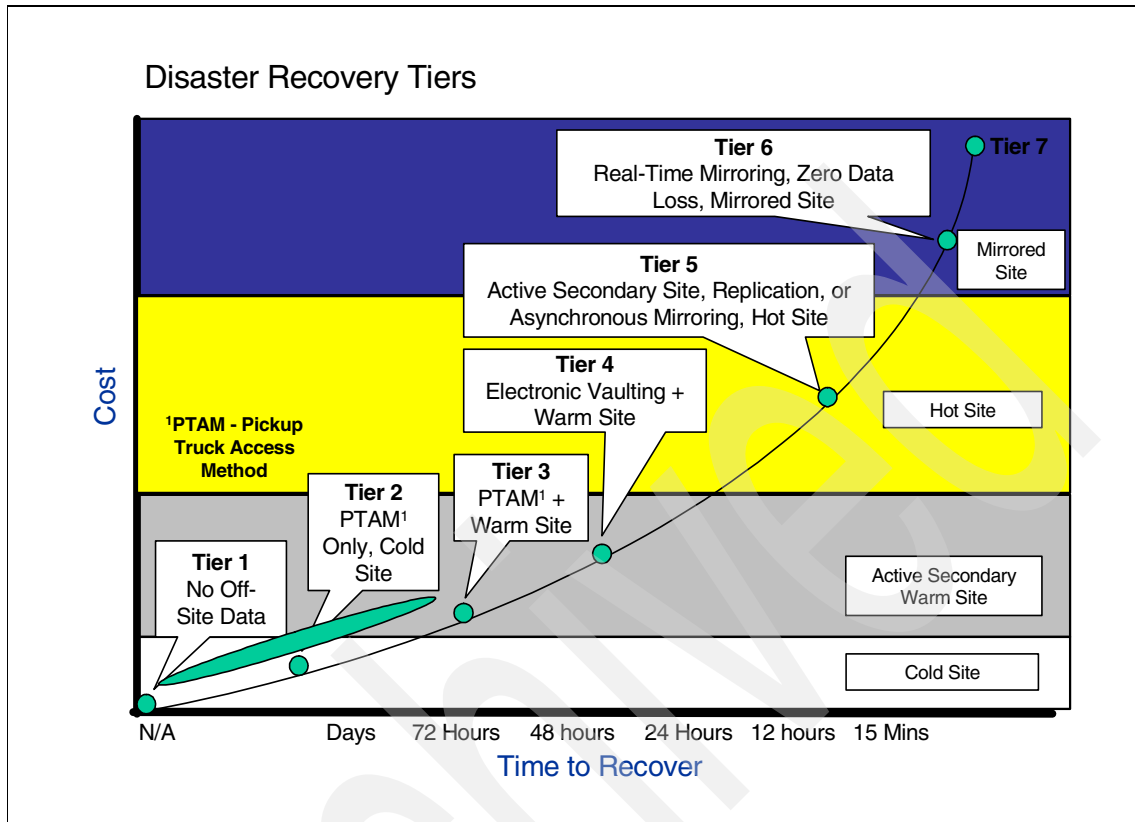 Disaster Recovery Tiers
Tier 7
Tier 6
Real-Time Mirroring, Zero Data
Loss, Mirrored Site
Mirrored
Site
Tier 5
Active Secondary Site, Replication, or
Asynchronous Mirroring, Hot Site
Tier 4
Electronic Vaulting +
Warm Site
Hot Site
Cost
¹PTAM - Pickup
Truck Access
Method
Tier 3
PTAM¹ +
Warm Site
Tier 2
PTAM¹
Only, Cold
Site
Tier 1
No Off-
Site Data
Active Secondary
Warm Site
Cold Site
N/A Days 72 Hours 48 hours 24 Hours 12 hours 15 Mins
Time to Recover